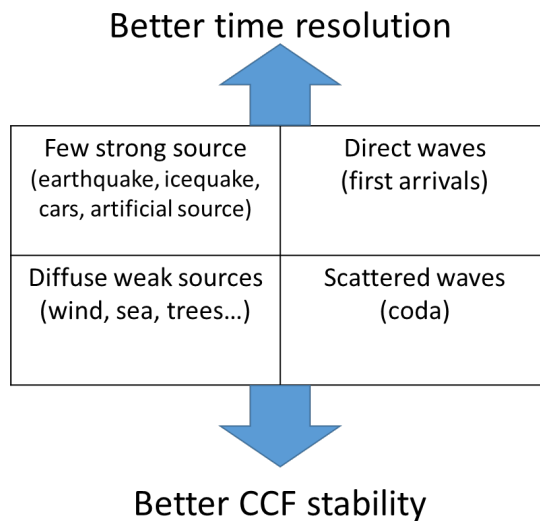 Better time resolution
Few strong source
(earthquake, icequake,
cars, artificial source)
Direct waves
(first arrivals)
Diffuse weak sources
(wind, sea, trees...)
Scattered waves
(coda)
Better CCF stability